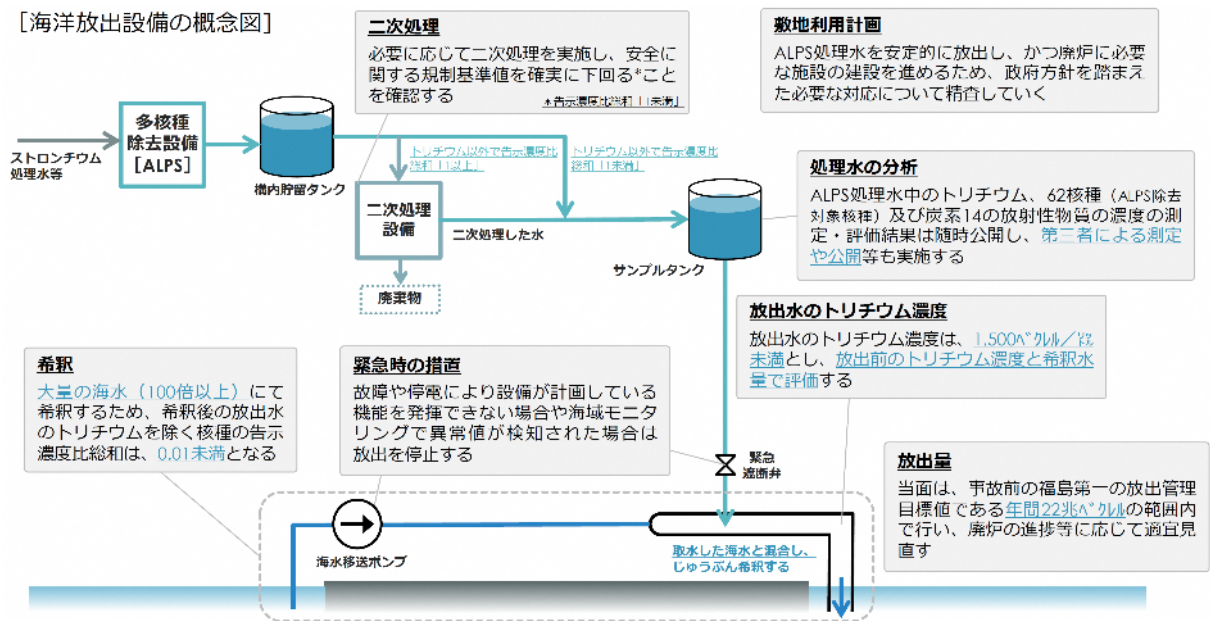 ［海洋放出設備の概念図］
二次処理
必要に応じて二次処理を実施し、安全に
関する規制基準値を確実に下回る*こと
を確認する
*告示濃度比総和「1未満」
敷地利用計画
ALPS処理水を安定的に放出し、かつ廃炉に必要
な施設の建設を進めるため、政府方針を踏まえ
た必要な対応について精査していく
ストロンチウム
処理水等
多核種
除去設備
［ALPS］
構内貯留タンク
トリチウム以外で告示濃度比
総和「1以上」
トリチウム以外で告示濃度比
総和「1未満」
二次処理
設備
二次処理した水
廃棄物
サンプルタンク
処理水の分析
ALPS処理水中のトリチウム、62核種（ALPS除去
対象核種）及び炭素14の放射性物質の濃度の測
定・評価結果は随時公開し、第三者による測定
や公開等も実施する
放出水のトリチウム濃度
放出水のトリチウム濃度は、1,500ﾍﾞｸﾚﾙ／㍑
未満とし、放出前のトリチウム濃度と希釈水
量で評価する
希釈
大量の海水（100倍以上）にて
希釈するため、希釈後の放出水
のトリチウムを除く核種の告示
濃度比総和は、0.01未満となる
緊急時の措置
故障や停電により設備が計画している
機能を発揮できない場合や海域モニタ
リングで異常値が検知された場合は
放出を停止する
緊急
遮断弁
放出量
当面は、事故前の福島第一の放出管理
目標値である年間22兆ﾍﾞｸﾚﾙの範囲内
で行い、廃炉の進捗等に応じて適宜見
直す
海水移送ポンプ
取水した海水と混合し、
じゅうぶん希釈する